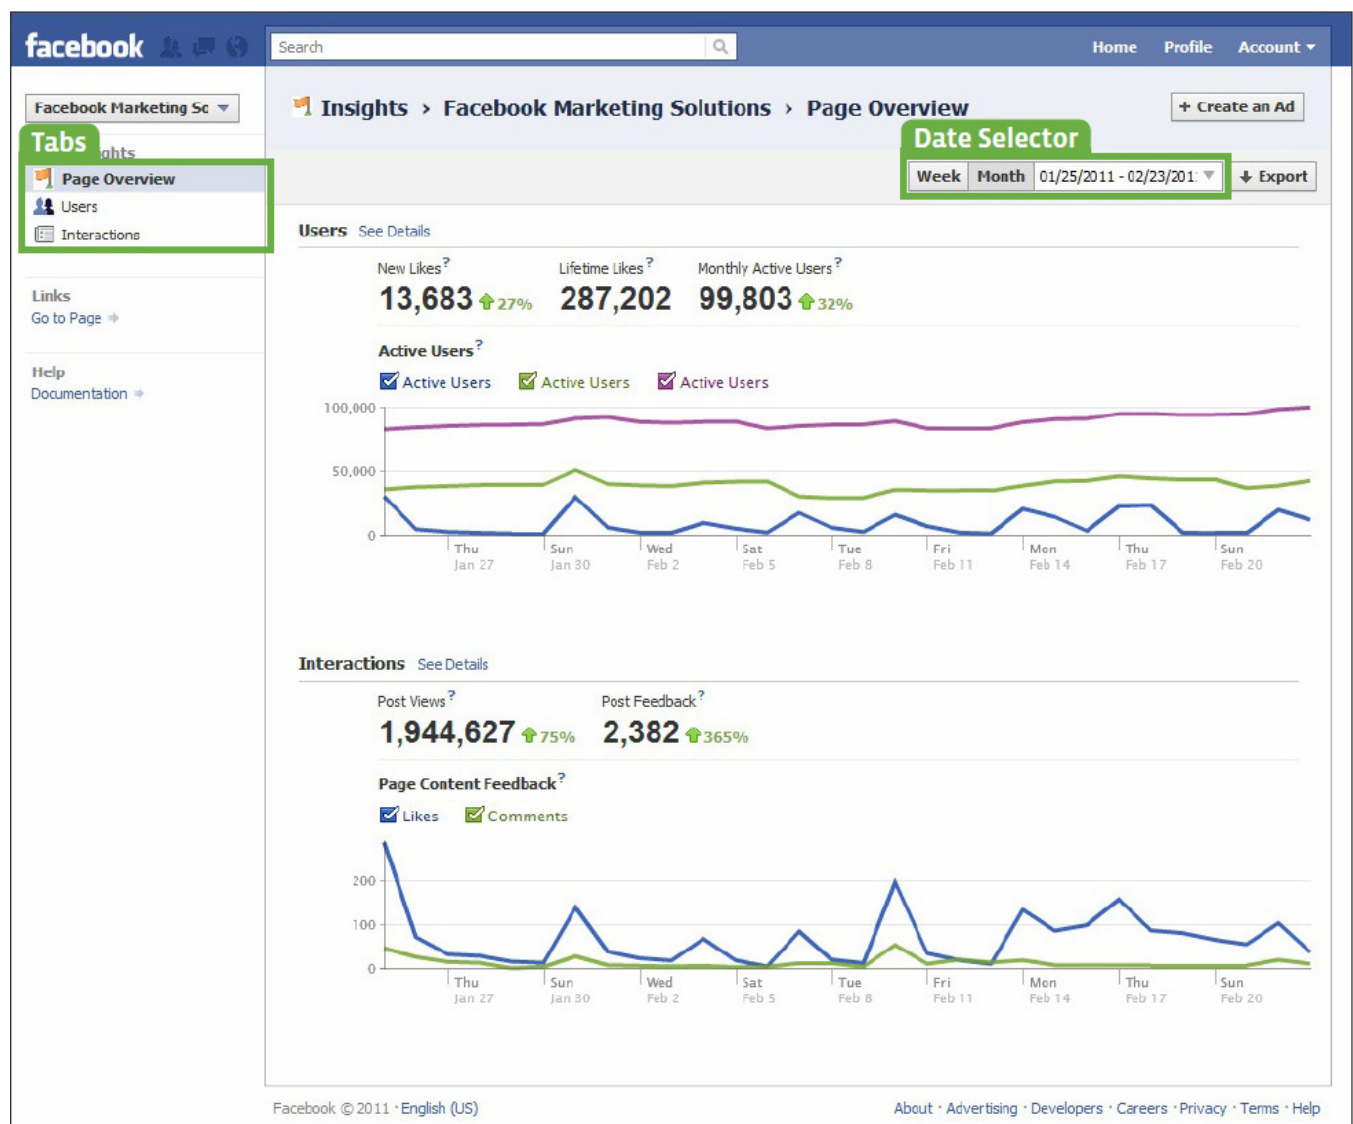 facebook
Search
Home Profile Account
Facebook Marketing So
Insights › Facebook Marketing Solutions › Page Overview
+ Create an Ad
Tabs
ghts
Date Selector
Page Overview
Users
Interactions
Week Month 01/25/2011 - 02/23/201
Export
Links
Go to Page
Help
Documentation
Users See Details
New Likes? Lifetime Likes? Monthly Active Users?
13,683 27% 287,202 99,803 32%
Active Users?
Active Users Active Users Active Users
100,000
50,000
0
Thu Sun Wed Sat Tue Fri Mon Thu Sun
Jan 27 Jan 30 Feb 2 Feb 5 Feb 8 Feb 11 Feb 14 Feb 17 Feb 20
Interactions See Details
Post Views? Post Feedback?
1,944,627 75% 2,382 365%
Page Content Feedback?
Likes Comments
200
100
0
Thu Sun Wed Sat Tue Fri Mon Thu Sun
Jan 27 Jan 30 Feb 2 Feb 5 Feb 8 Feb 11 Feb 14 Feb 17 Feb 20
Facebook © 2011 · English (US)
About · Advertising · Developers · Careers · Privacy · Terms · Help